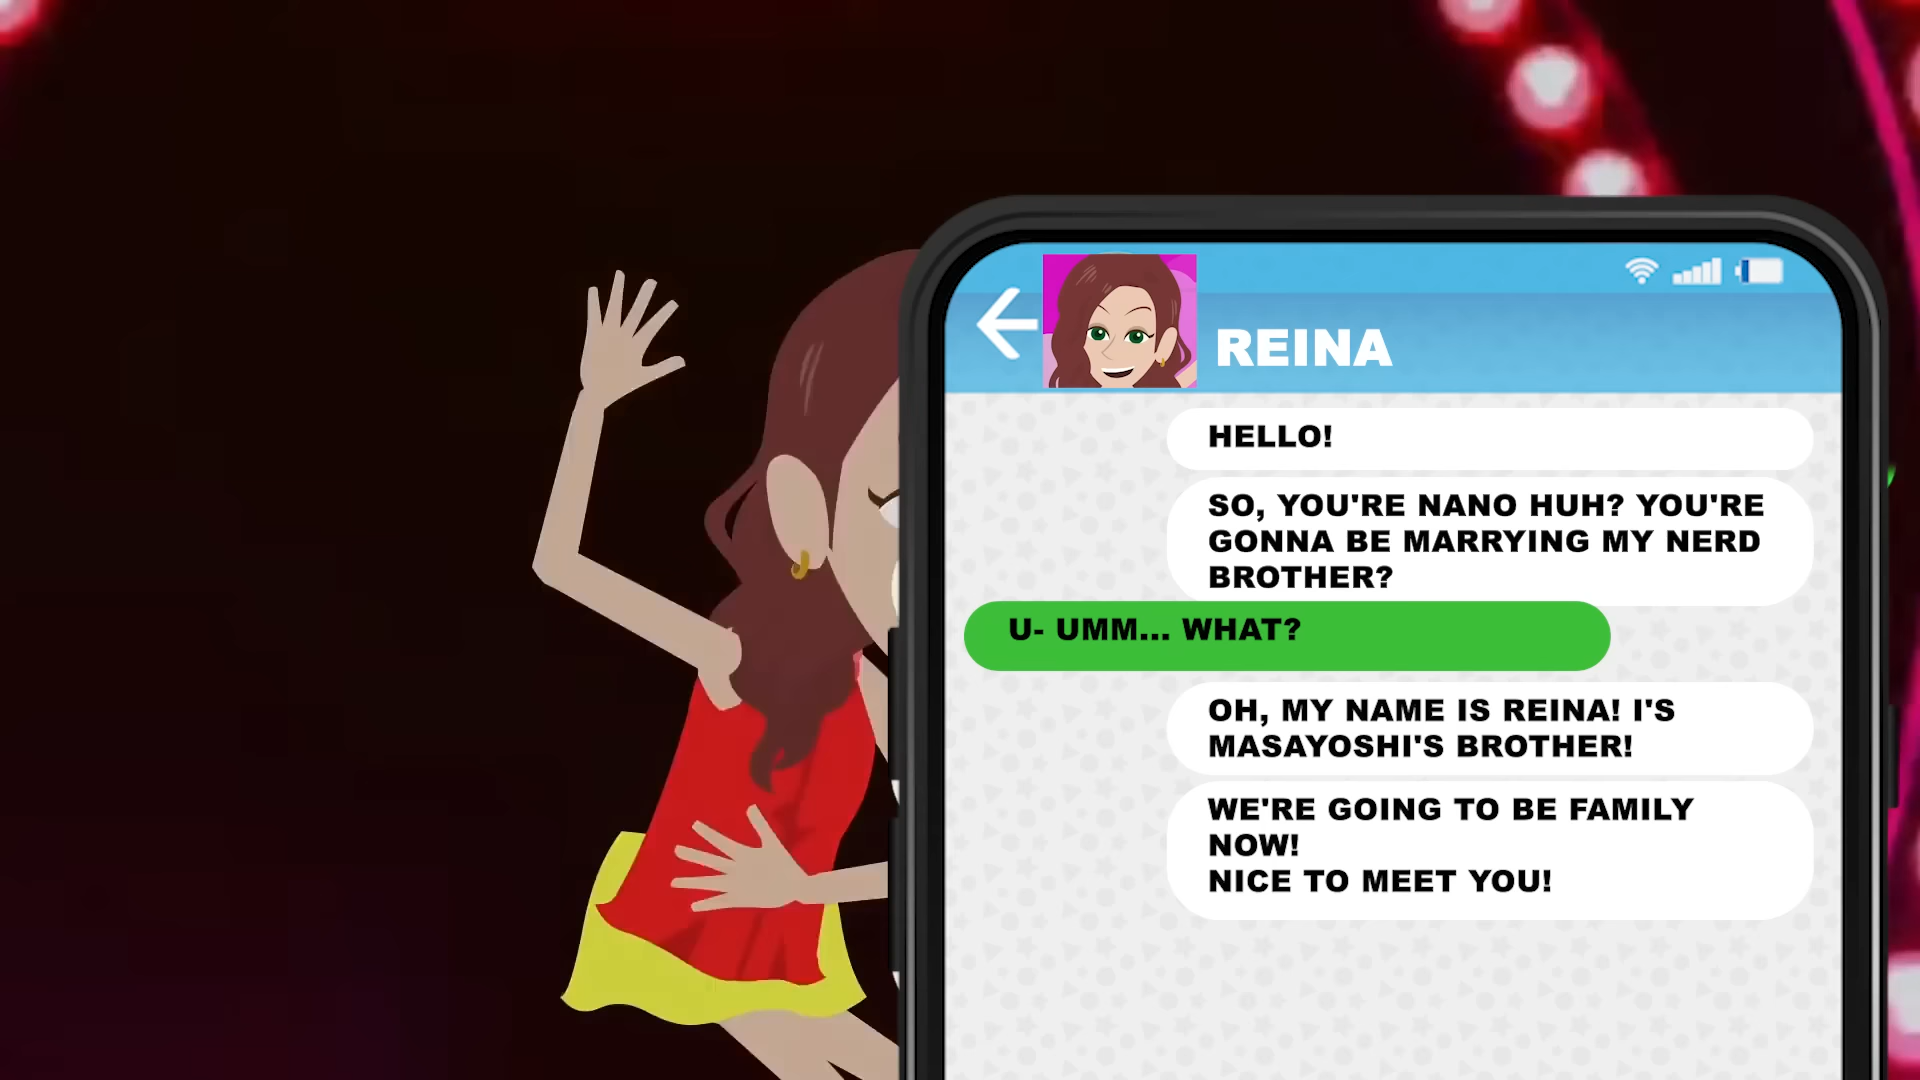 REINA
HELLO!
SO, YOU'RE NANO HUH? YOU'RE
GONNA BE MARRYING MY NERD
BROTHER?
U- UMM... WHAT?
OH, MY NAME IS REINA! I'S
MASAYOSHI'S BROTHER!
WE'RE GOING TO BE FAMILY
NOW!
NICE TO MEET YOU!